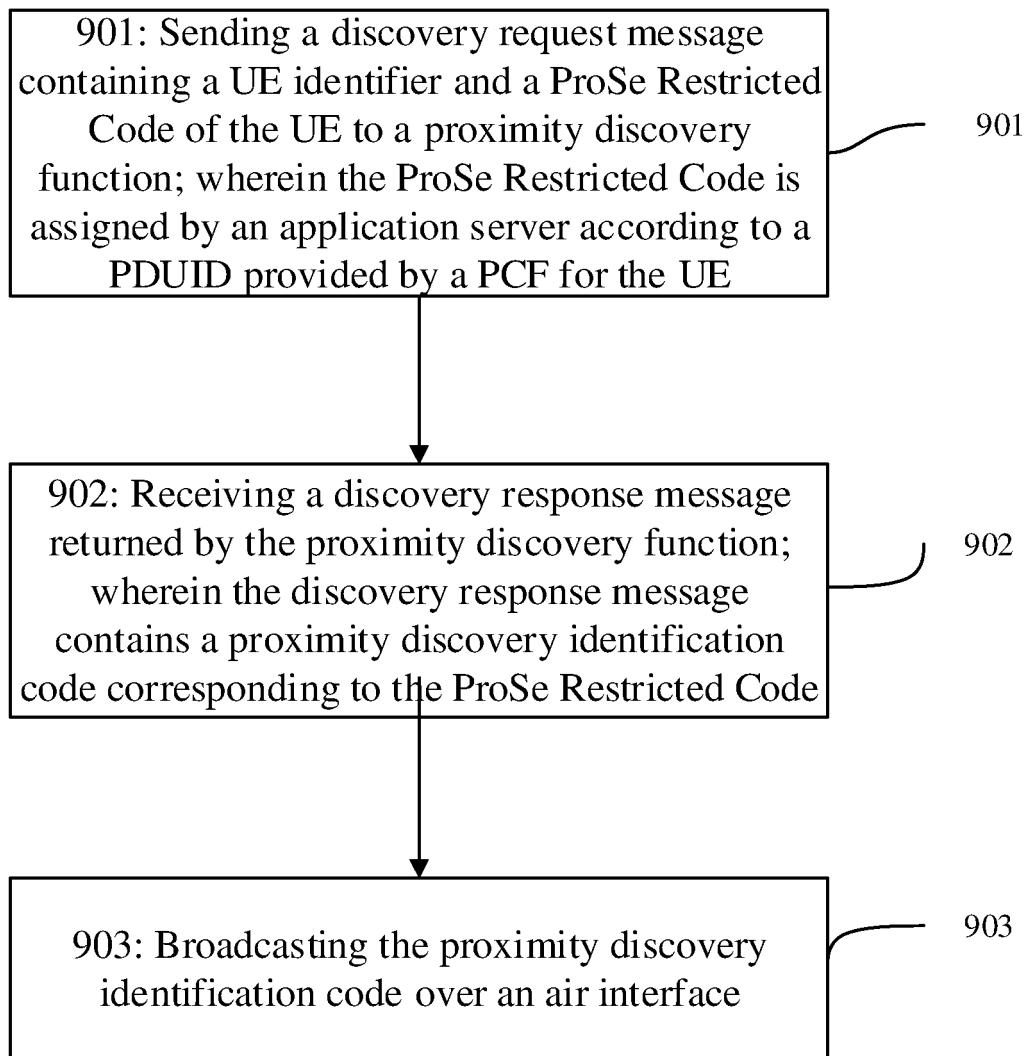 901: Sending a discovery request message
containing a UE identifier and a ProSe Restricted
Code of the UE to a proximity discovery
function; wherein the ProSe Restricted Code is
assigned by an application server according to a
PDUID provided by a PCF for the UE
901
902: Receiving a discovery response message
returned by the proximity discovery function;
wherein the discovery response message
contains a proximity discovery identification
code corresponding to the ProSe Restricted Code
902
903: Broadcasting the proximity discovery
identification code over an air interface
903